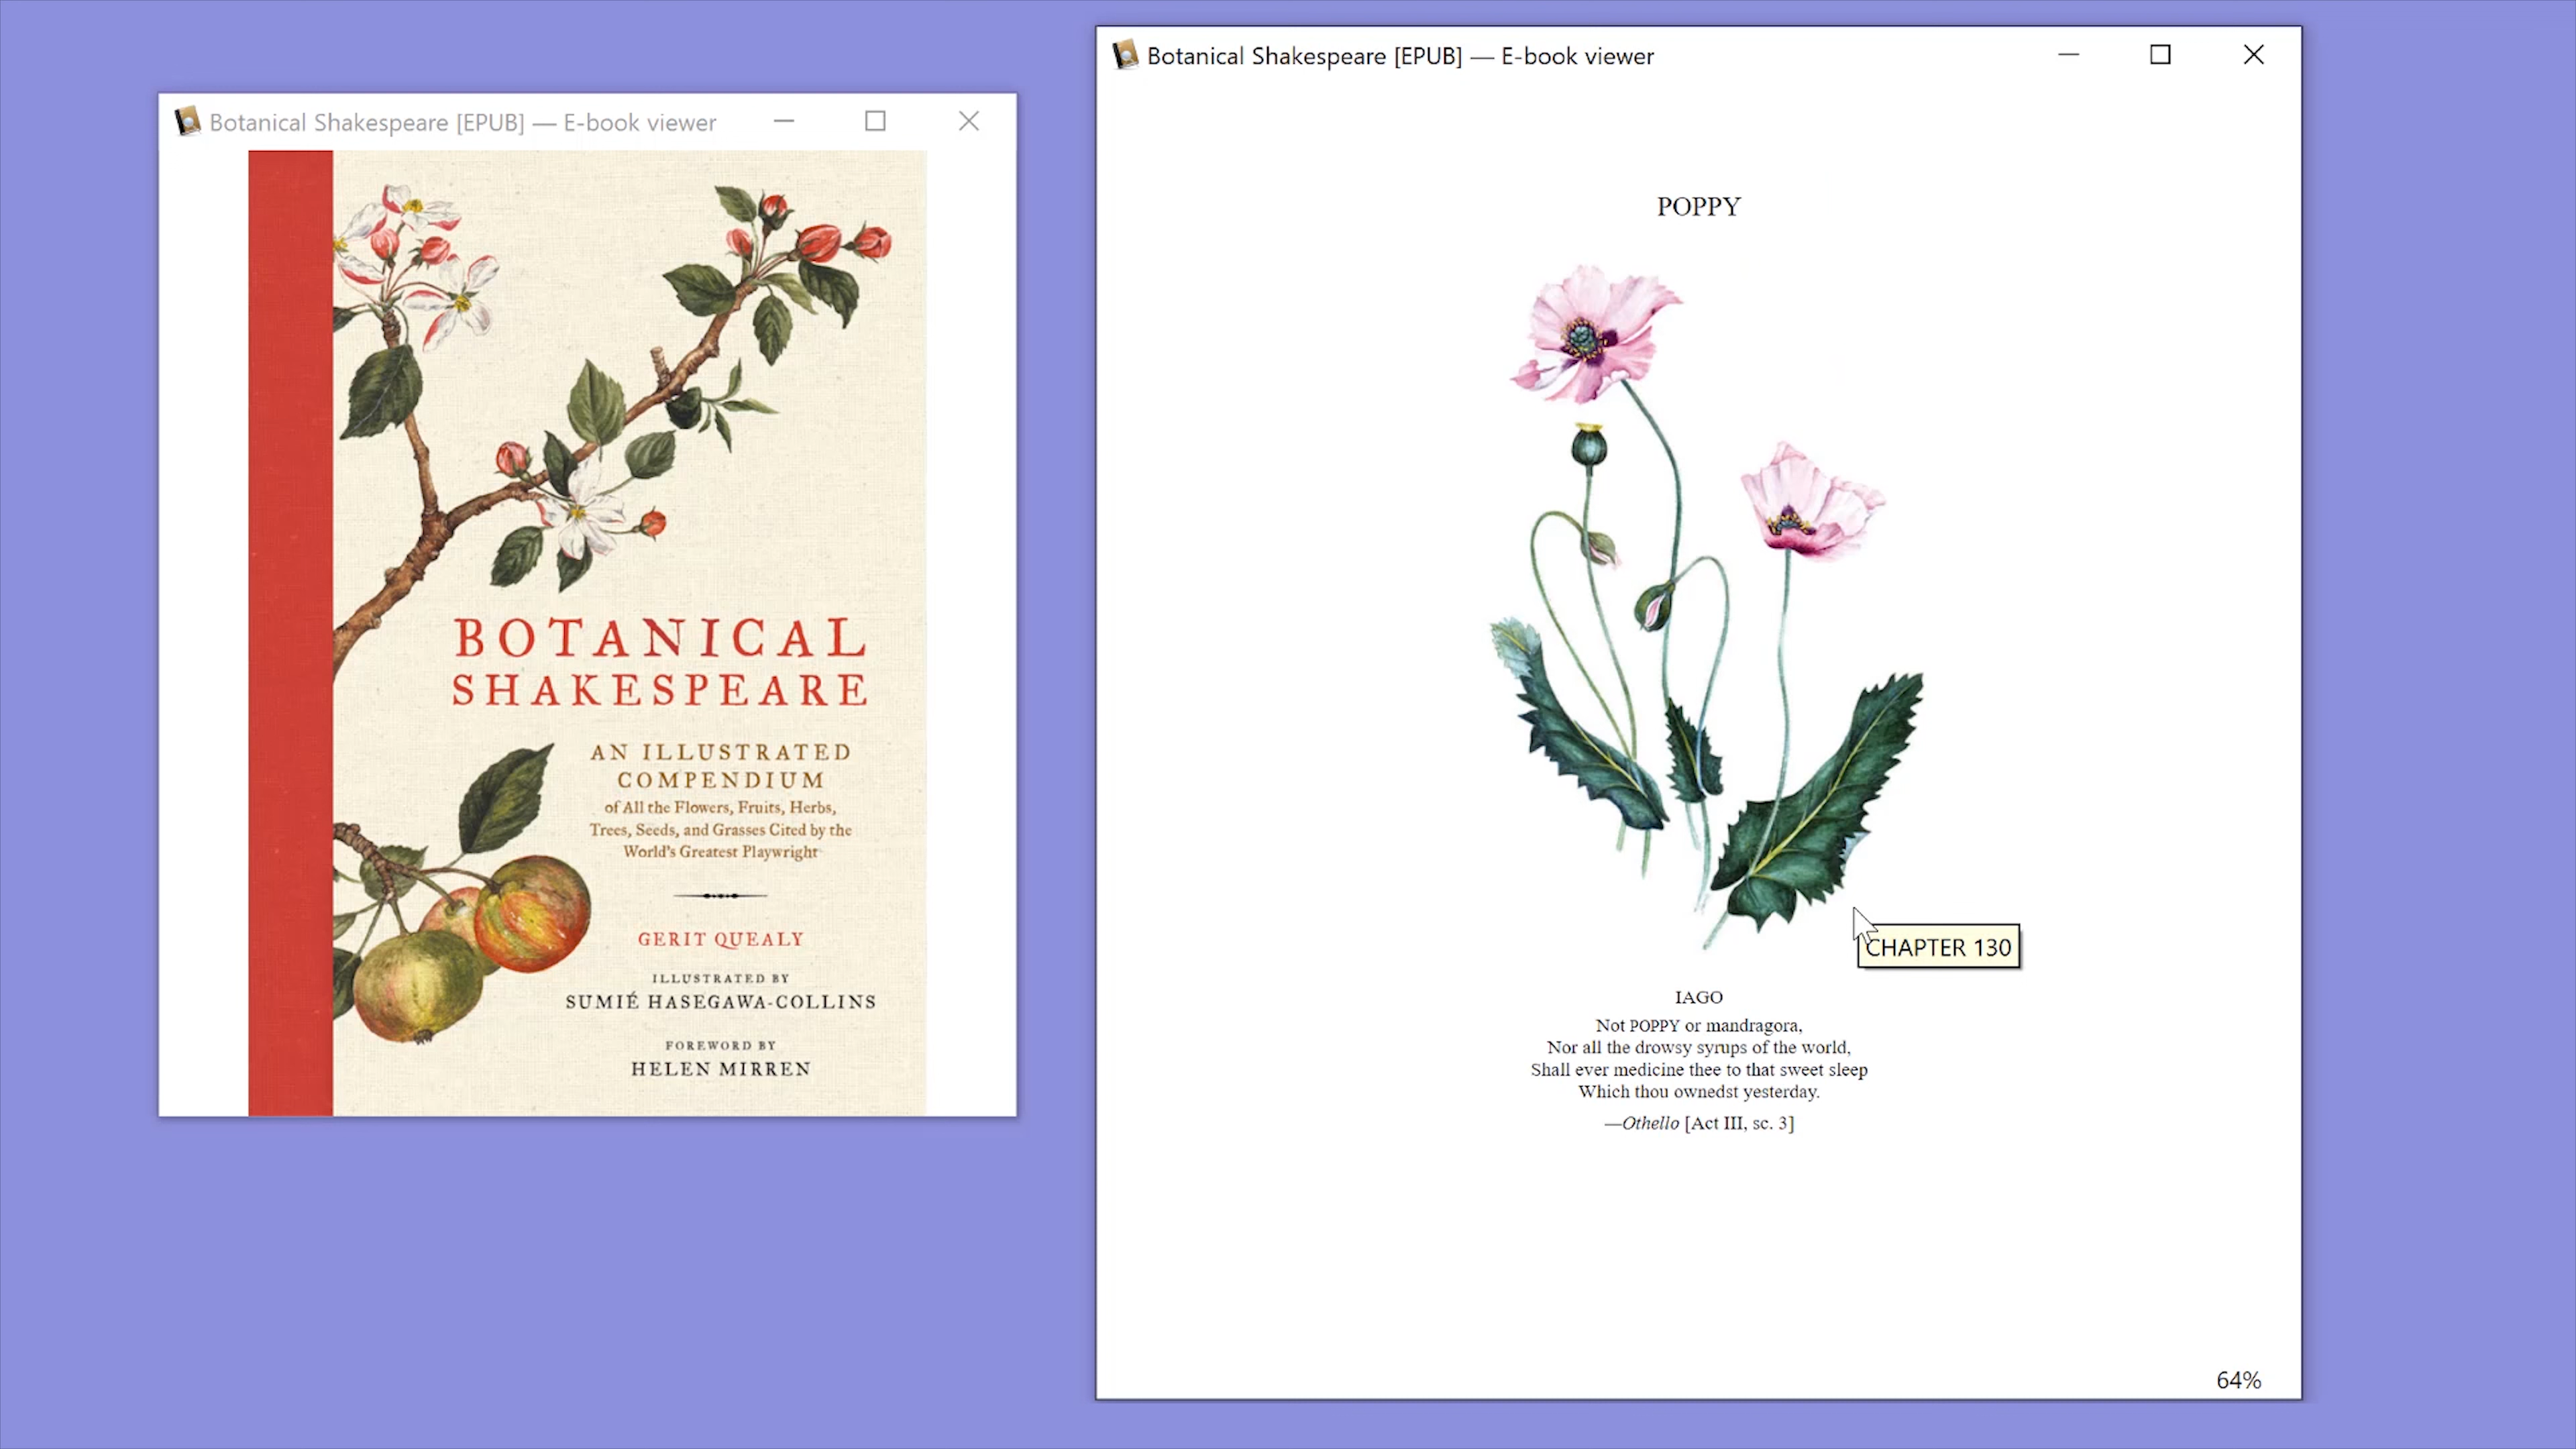 Botanical Shakespeare [EPUB] — E-book viewer
BOTANICAL
SHAKESPEARE
AN ILLUSTRATED
COMPENDIUM
of All the Flowers, Fruits, Herbs,
Trees, Seeds, and Grasses Cited by the
World's Greatest Playwright
GERIT QUEALY
ILLUSTRATED BY
SUMIÉ HASEGAWA-COLLINS
FOREWORD BY
HELEN MIRREN
Botanical Shakespeare [EPUB] — E-book viewer
POPPY
CHAPTER 130
IAGO
Not POPPY or mandragora,
Nor all the drowsy syrups of the world,
Shall ever medicine thee to that sweet sleep
Which thou ownedst yesterday.
—Othello [Act III, sc. 3]
64%